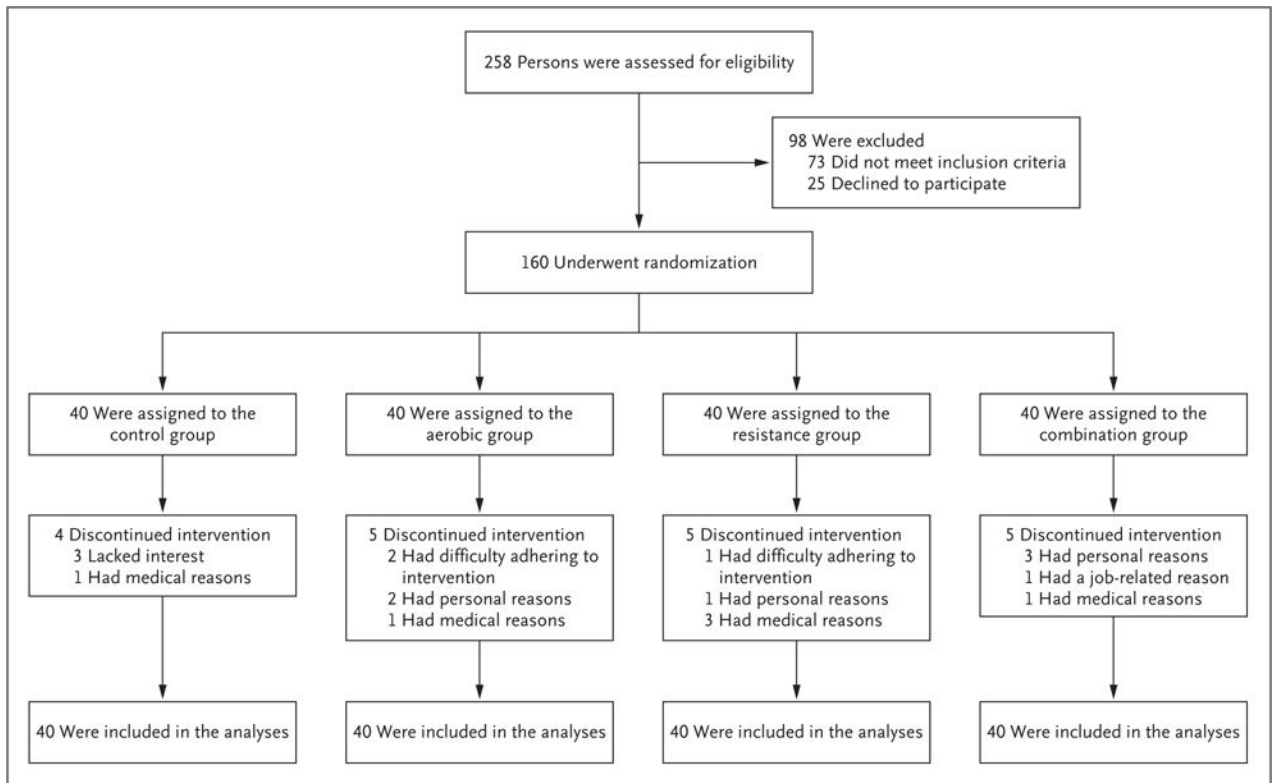 258 Persons were assessed for eligibility
98 Were excluded
73 Did not meet inclusion criteria
25 Declined to participate
160 Underwent randomization
40 Were assigned to the
control group
40 Were assigned to the
aerobic group
40 Were assigned to the
resistance group
40 Were assigned to the
combination group
4 Discontinued intervention
3 Lacked interest
1 Had medical reasons
5 Discontinued intervention
2 Had difficulty adhering to
intervention
2 Had personal reasons
1 Had medical reasons
5 Discontinued intervention
1 Had difficulty adhering to
intervention
1 Had personal reasons
3 Had medical reasons
5 Discontinued intervention
3 Had personal reasons
1 Had a job-related reason
1 Had medical reasons
40 Were included in the analyses
40 Were included in the analyses
40 Were included in the analyses
40 Were included in the analyses